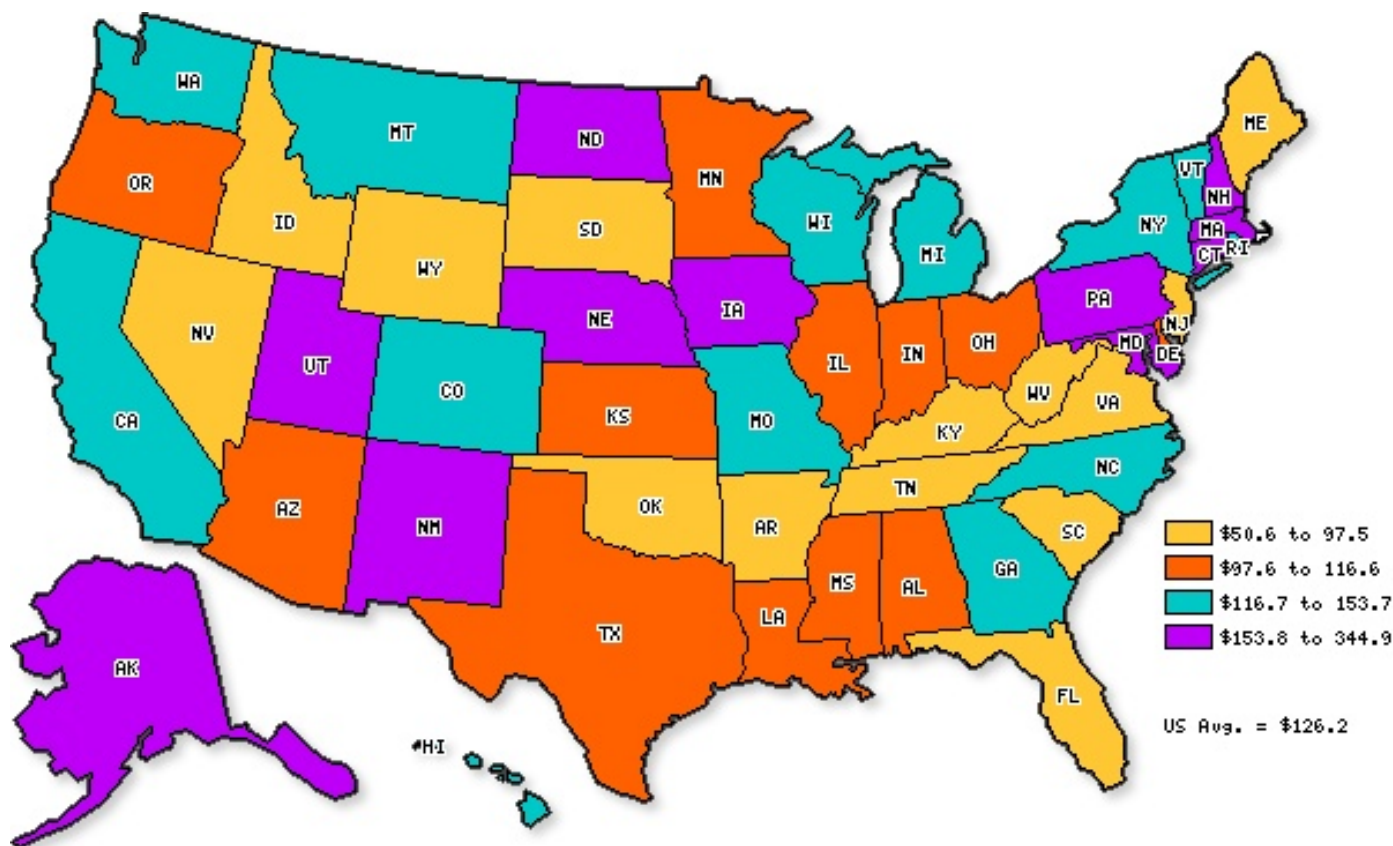 WA
MT
ND
MN
ME
OR
ID
SD
WI
MI
VT
NH
NY
MA
RI
CT
WY
NV
UT
NE
IA
PA
NJ
MD
DE
IL
IN
OH
CO
CA
KS
MO
WV
VA
KY
NC
TN
AZ
NM
OK
AR
SC
MS
AL
GA
LA
TX
AK
FL
HI
$50.6 to 97.5
$97.6 to 116.6
$116.7 to 153.7
$153.8 to 344.9
US Avg. = $126.2